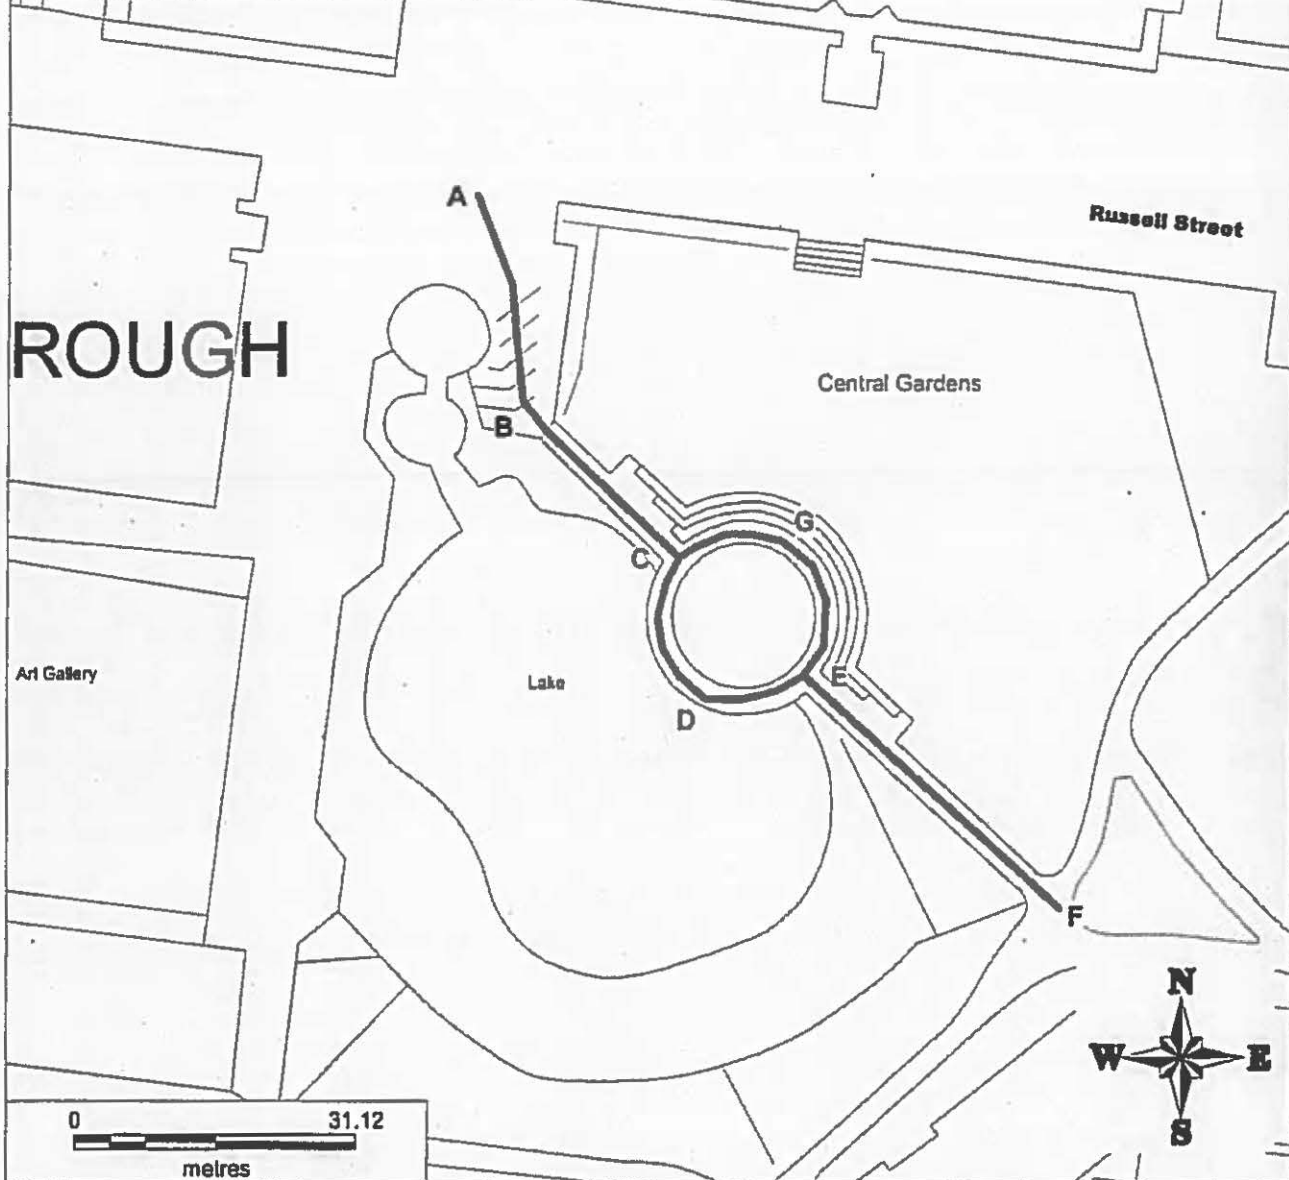 A
Russell Street
ROUGH
Central Gardens
B
G
C
E
Art Gallery
Lake
D
F
N
W E
S
0 31.12
metres